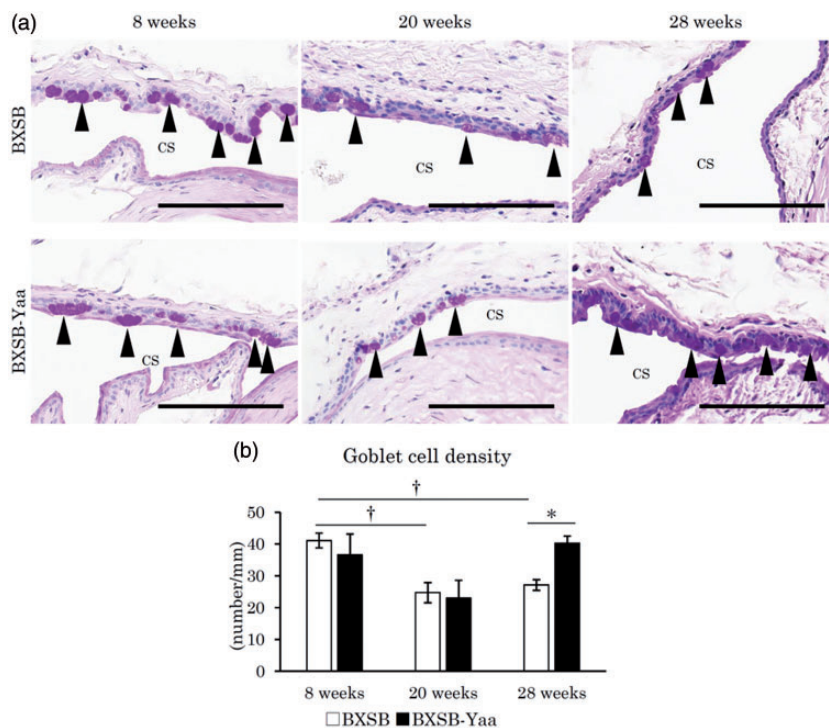 (a)
8 weeks 20 weeks 28 weeks
BXSB
CS CS CS
BXSB-Yaa
CS CS CS
(b)
Goblet cell density
†
† *
(number/mm)
50
40
30
20
10
0
8 weeks 20 weeks 28 weeks
BXSB BXSB-Yaa